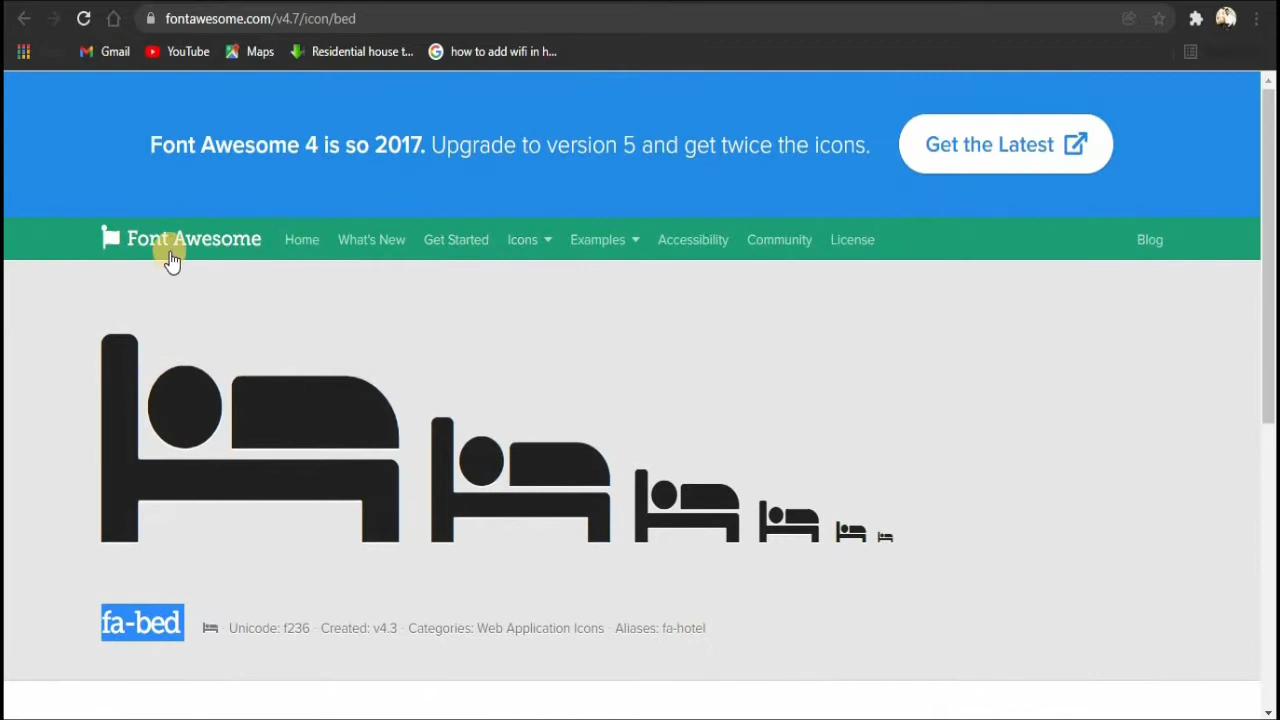 fontawesome.com/v4.7/icon/bed
Gmail YouTube Maps Residential house t... how to add wifi in h...
Font Awesome 4 is so 2017. Upgrade to version 5 and get twice the icons. Get the Latest
Font Awesome Home What's New Get Started Icons Examples Accessibility Community License Blog
fa-bed Unicode: f236 · Created: v4.3 · Categories: Web Application Icons · Aliases: fa-hotel